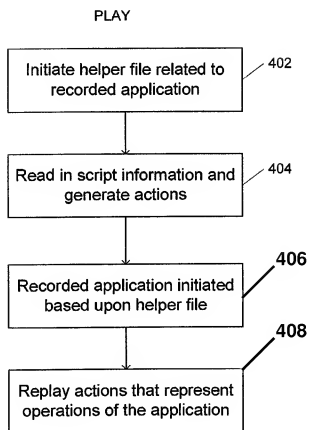 PLAY
Initiate helper file related to
recorded application
402
Read in script information and
generate actions
404
Recorded application initiated
based upon helper file
406
Replay actions that represent
operations of the application
408